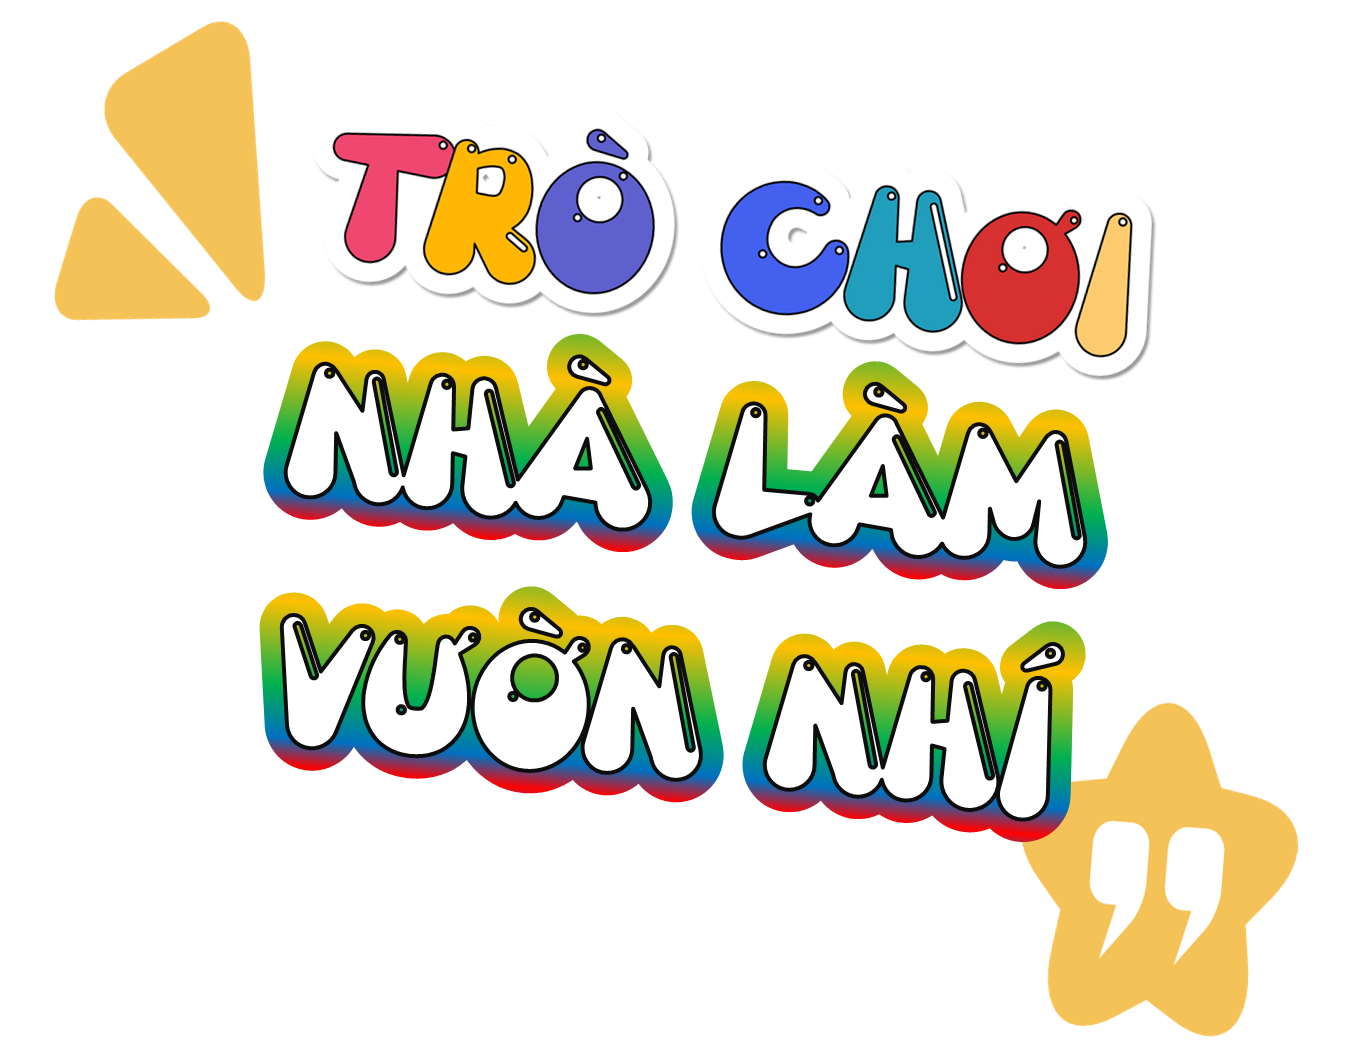 TRÒ CHƠI
NHÀ LÀM
VƯỜN NHÍ
”